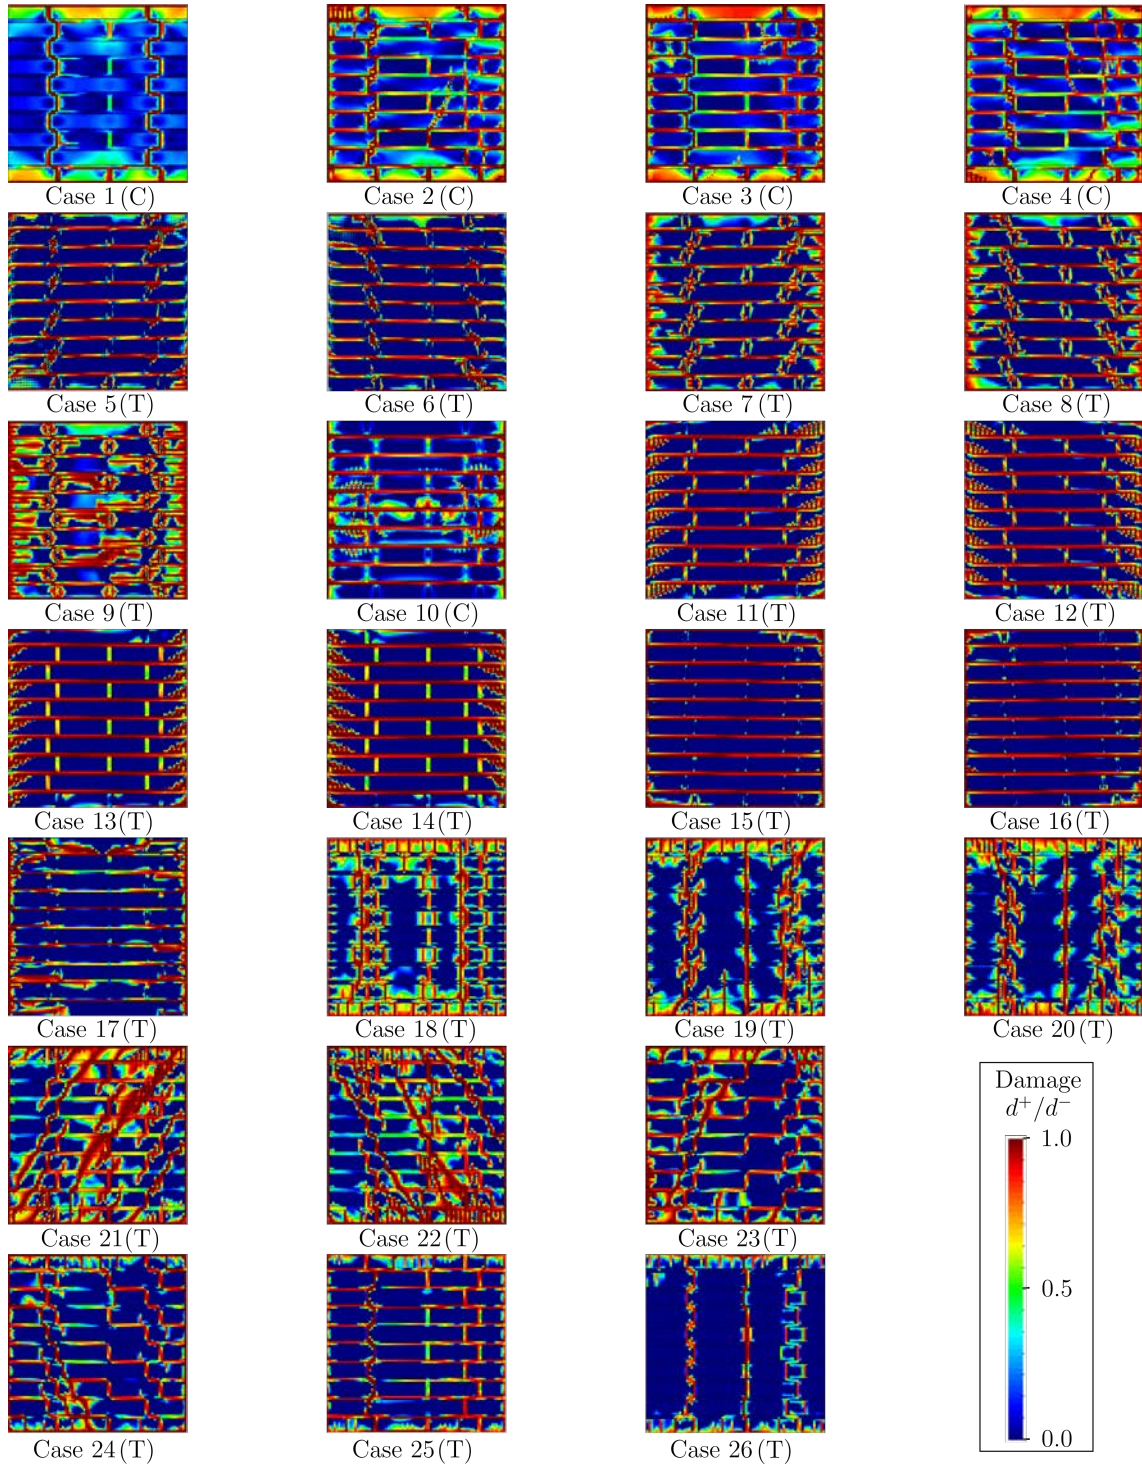 Case 1 (C) Case 2 (C) Case 3 (C) Case 4 (C)
Case 5 (T) Case 6 (T) Case 7 (T) Case 8 (T)
Case 9 (T) Case 10 (C) Case 11 (T) Case 12 (T)
Case 13 (T) Case 14 (T) Case 15 (T) Case 16 (T)
Case 17 (T) Case 18 (T) Case 19 (T) Case 20 (T)
Case 21 (T) Case 22 (T) Case 23 (T)
Case 24 (T) Case 25 (T) Case 26 (T)
Damage
d⁺/d⁻
1.0
0.5
0.0